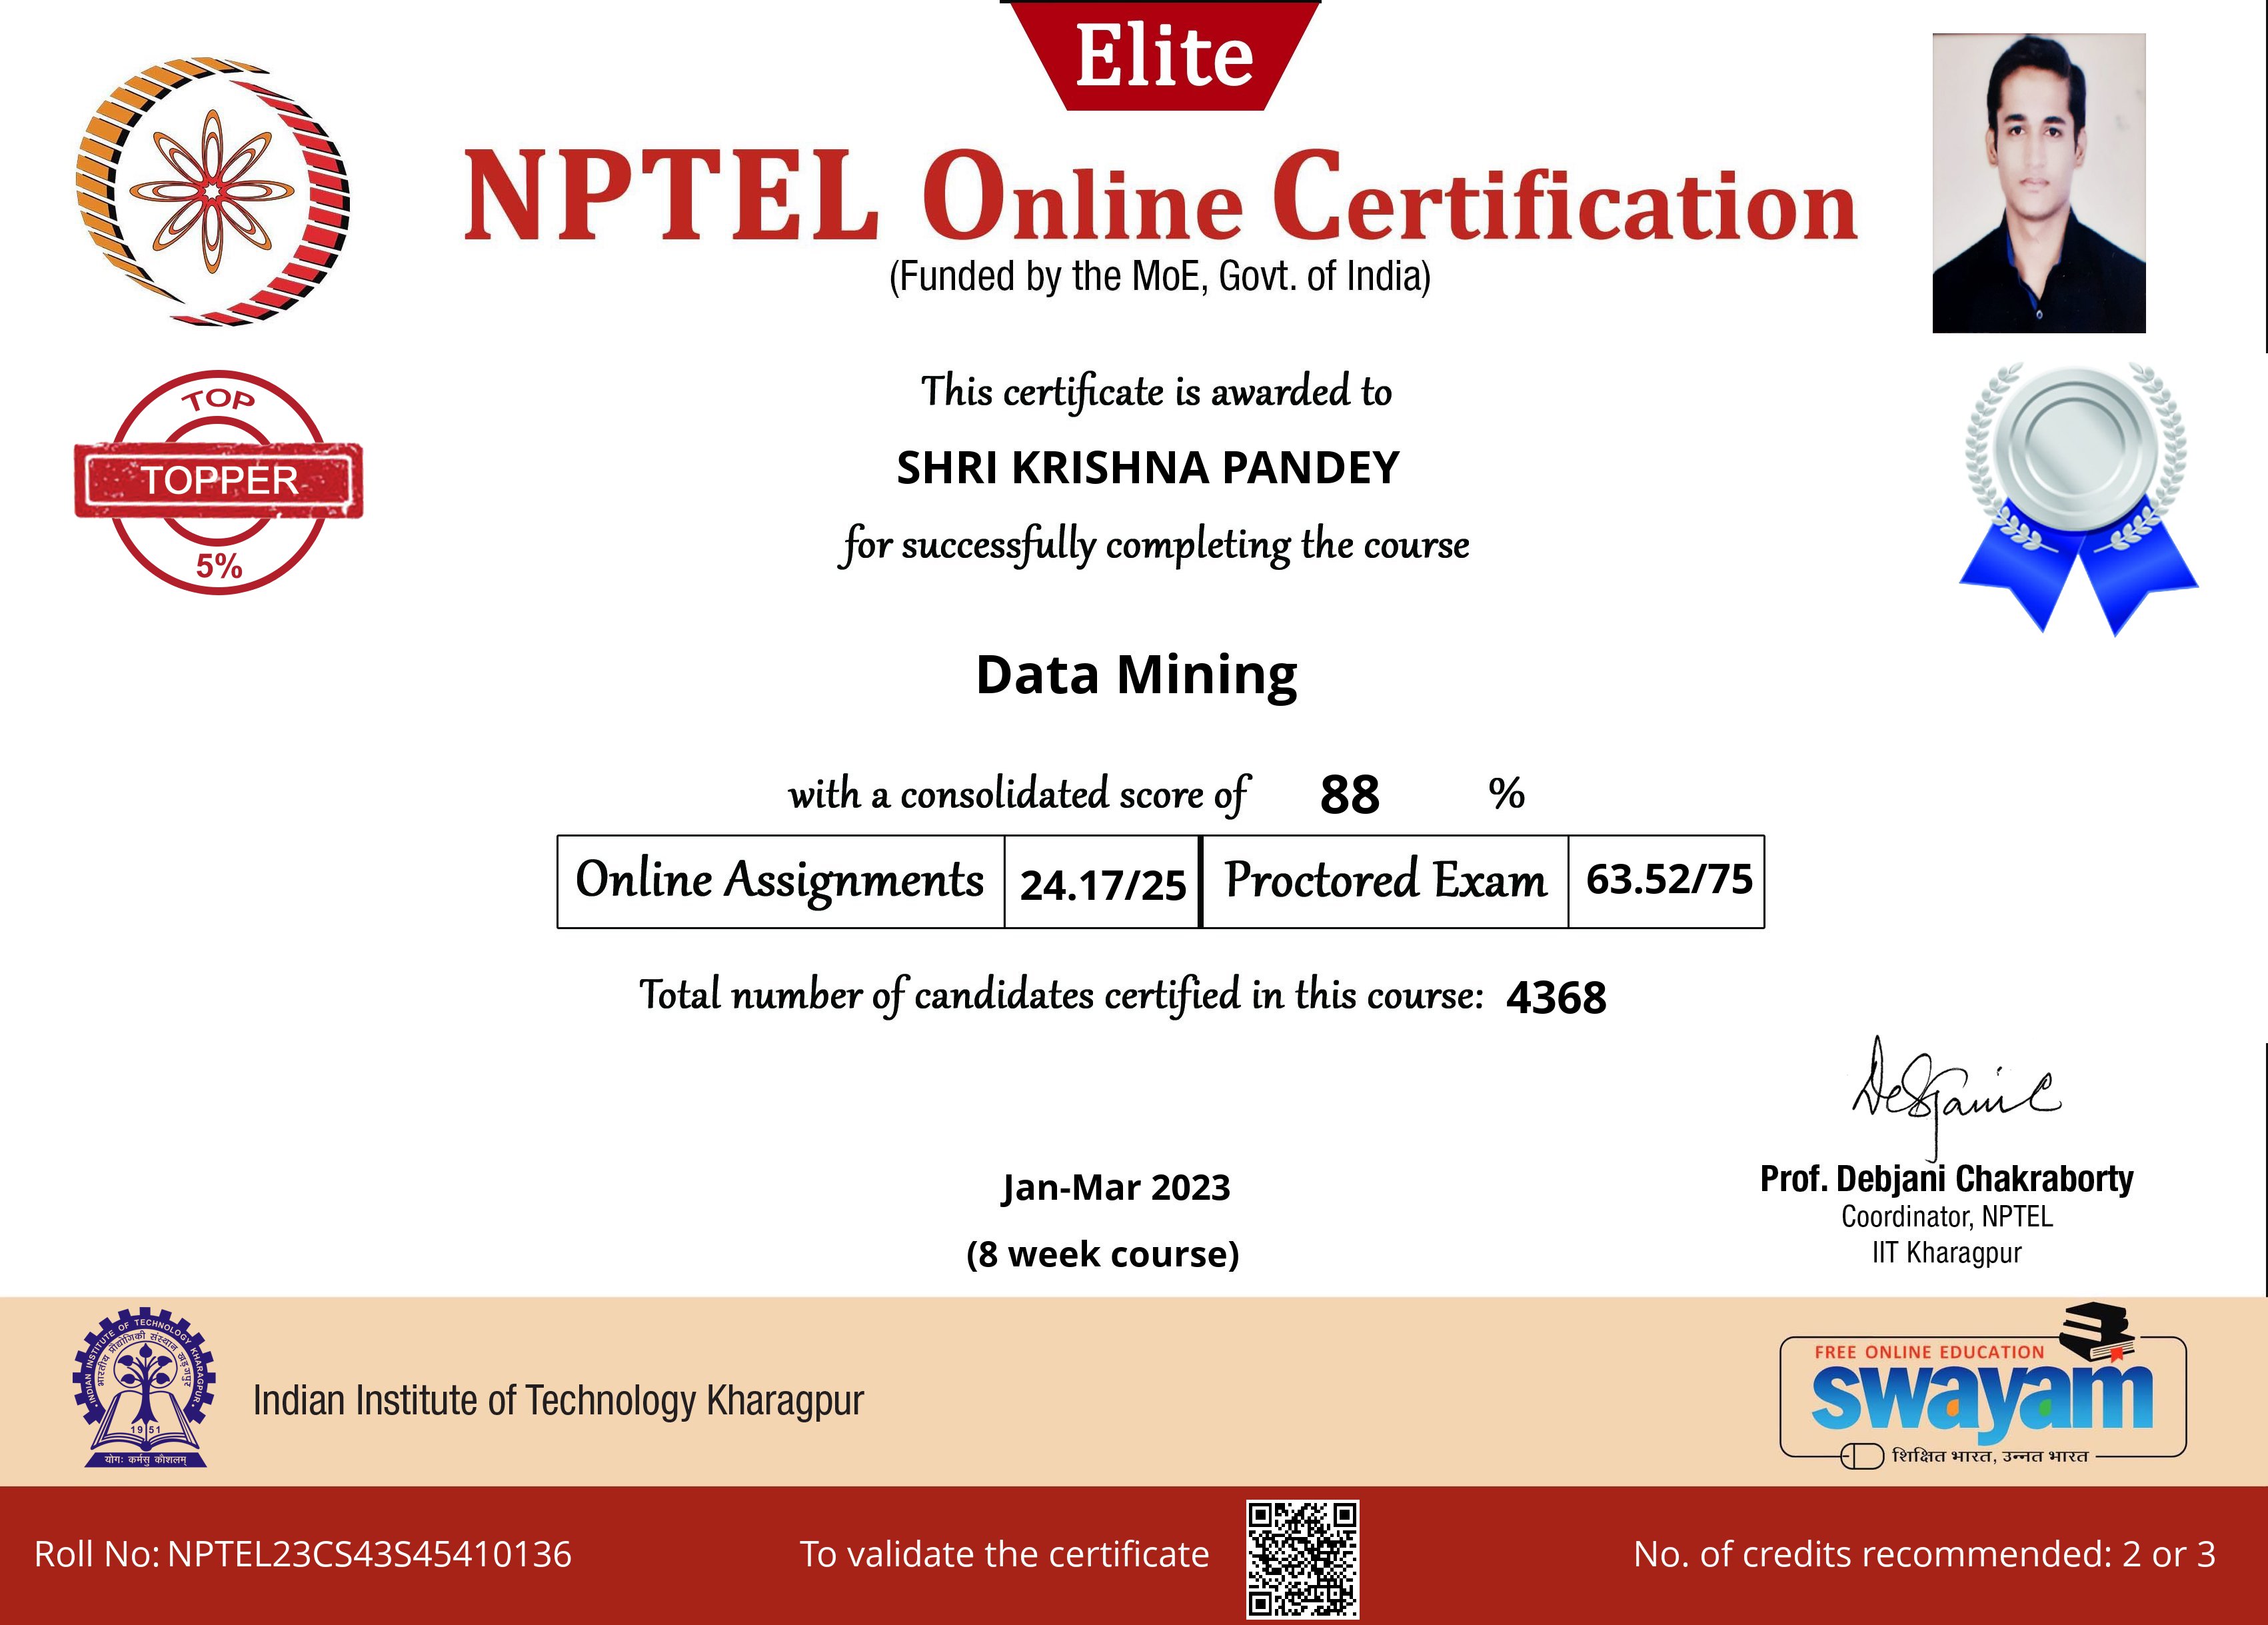 Elite
NPTEL Online Certification
(Funded by the MoE, Govt. of India)
TOP
TOPPER
5%
This certificate is awarded to
SHRI KRISHNA PANDEY
for successfully completing the course
Data Mining
with a consolidated score of 88 %
Online Assignments 24.17/25 Proctored Exam 63.52/75
Total number of candidates certified in this course: 4368
Jan-Mar 2023
(8 week course)
Prof. Debjani Chakraborty
Coordinator, NPTEL
IIT Kharagpur
INDIAN INSTITUTE OF TECHNOLOGY KHARAGPUR
भारतीय प्रौद्योगिकी संस्थान खड़गपुर
1951
योगः कर्मसु कौशलम्
Indian Institute of Technology Kharagpur
FREE ONLINE EDUCATION
swayam
शिक्षित भारत, उन्नत भारत
Roll No: NPTEL23CS43S45410136
To validate the certificate
No. of credits recommended: 2 or 3